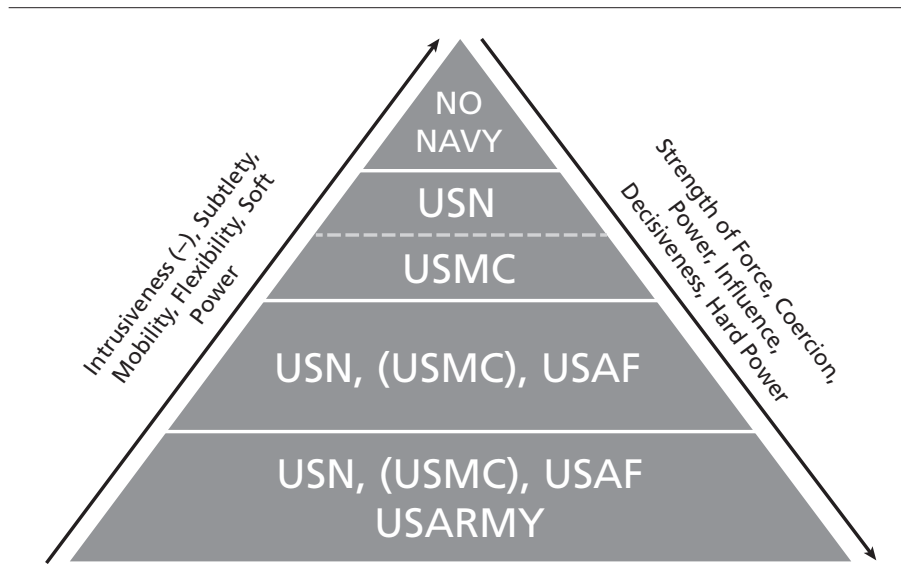 NO
NAVY
USN
USMC
USN, (USMC), USAF
USN, (USMC), USAF
USARMY
Intrusiveness (–), Subtlety,
Mobility, Flexibility, Soft
Power
Strength of Force, Coercion,
Power, Influence,
Decisiveness, Hard Power